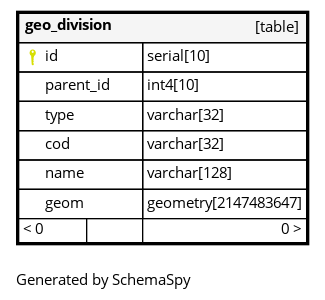 geo_division [table]
id serial[10]
parent_id int4[10]
type varchar[32]
cod varchar[32]
name varchar[128]
geom geometry[2147483647]
< 0 0 >
Generated by SchemaSpy